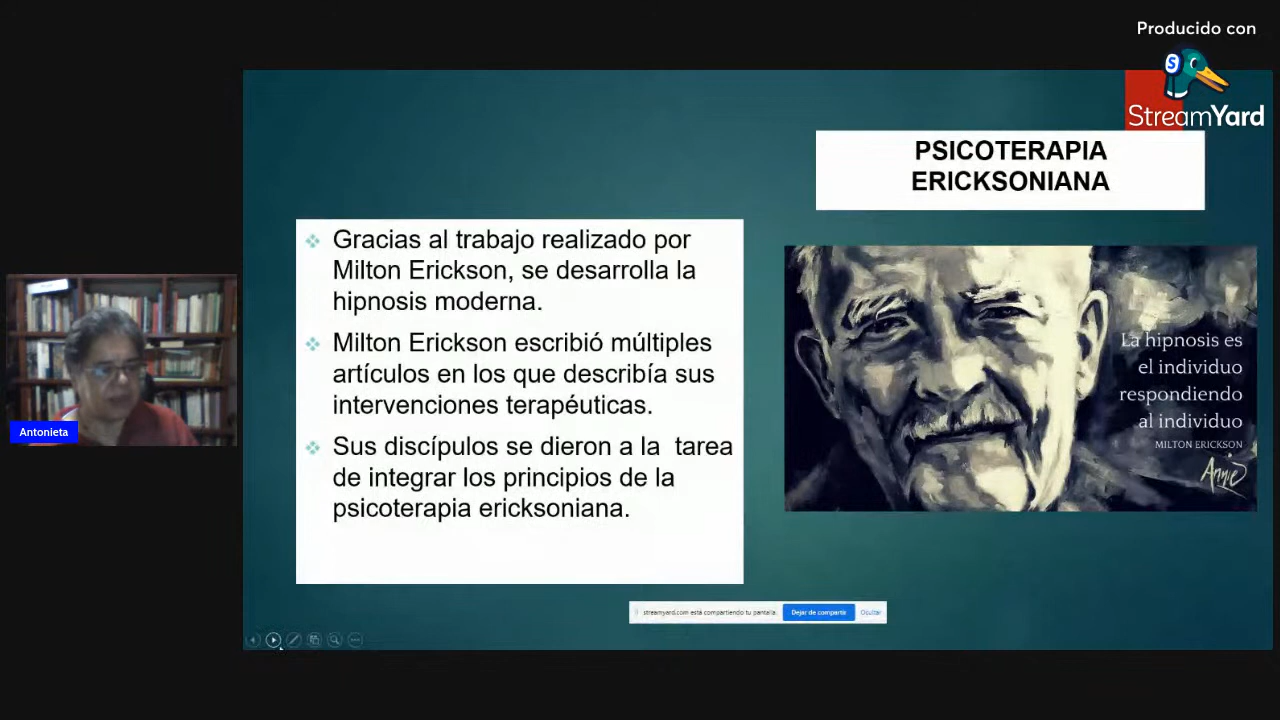 Producido con
S
StreamYard
PSICOTERAPIA
ERICKSONIANA
Gracias al trabajo realizado por
Milton Erickson, se desarrolla la
hipnosis moderna.
Milton Erickson escribió múltiples
artículos en los que describía sus
intervenciones terapéuticas.
Sus discípulos se dieron a la tarea
de integrar los principios de la
psicoterapia ericksoniana.
La hipnosis es
el individuo
respondiendo
al individuo
MILTON ERICKSON
Annie
Antonieta
streamyard.com está compartiendo tu pantalla.
Dejar de compartir
Ocultar